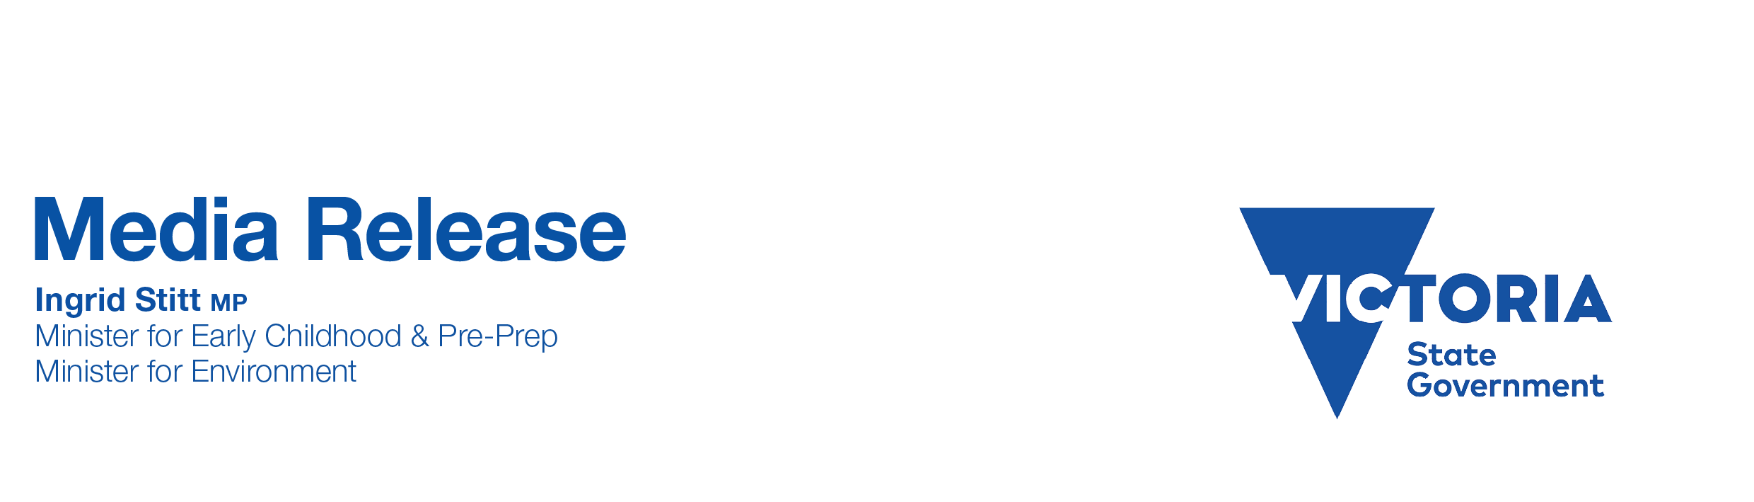 Media Release
Ingrid Stitt MP
Minister for Early Childhood & Pre-Prep
Minister for Environment
VICTORIA
State
Government